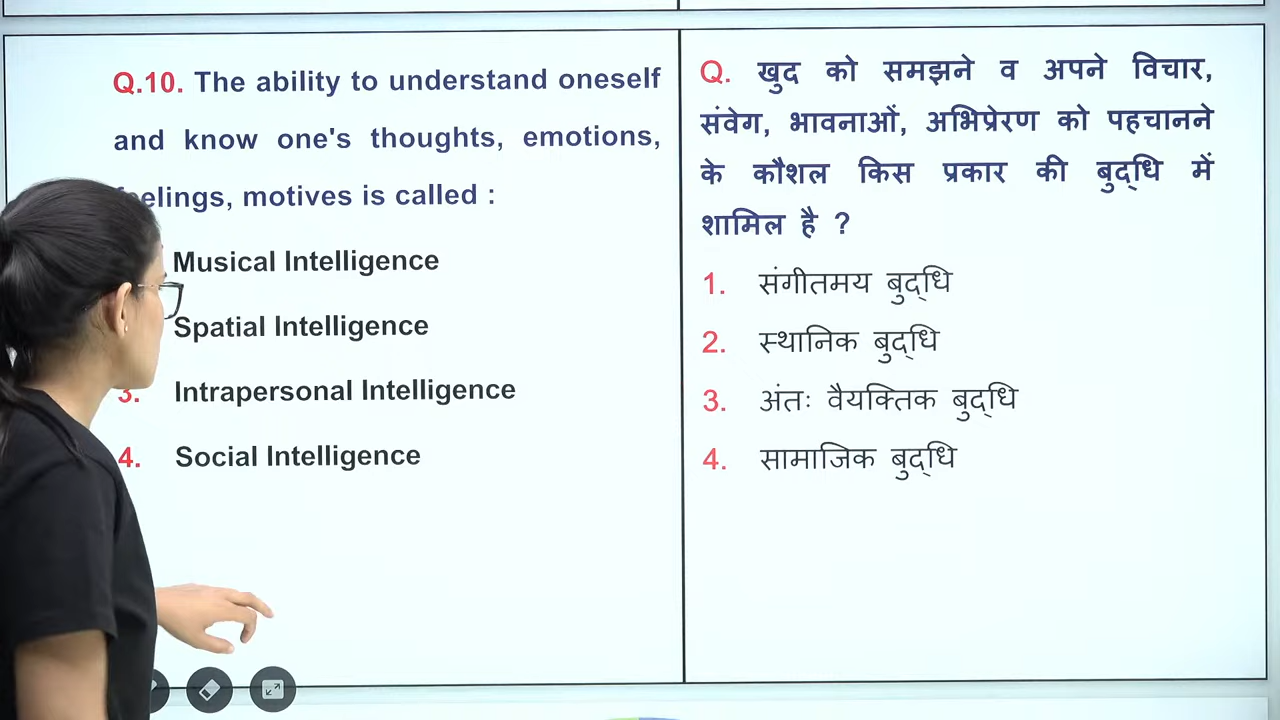 Q.10. The ability to understand oneself
and know one's thoughts, emotions,
feelings, motives is called :
Musical Intelligence
Spatial Intelligence
3. Intrapersonal Intelligence
4. Social Intelligence
Q. खुद को समझने व अपने विचार,
संवेग, भावनाओं, अभिप्रेरण को पहचानने
के कौशल किस प्रकार की बुद्धि में
शामिल है ?
1. संगीतमय बुद्धि
2. स्थानिक बुद्धि
3. अंतः वैयक्तिक बुद्धि
4. सामाजिक बुद्धि